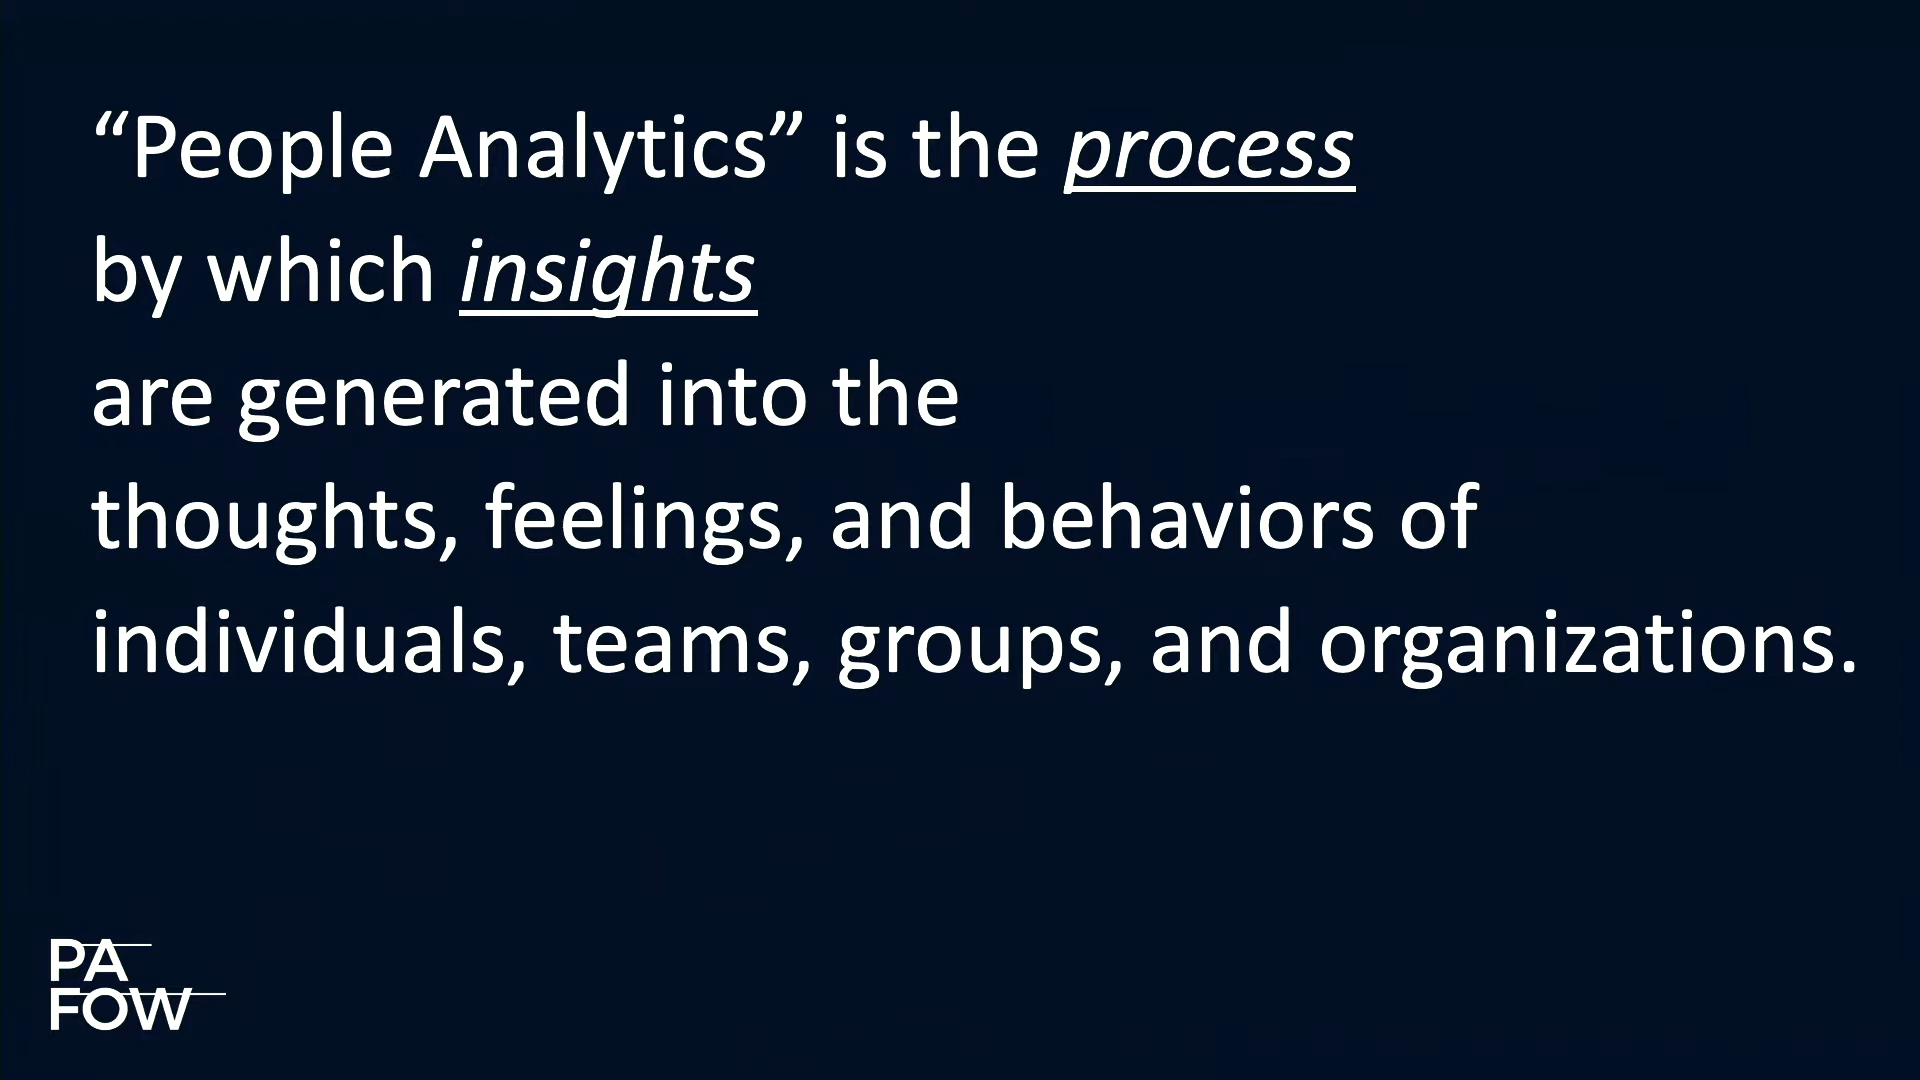 “People Analytics” is the process
by which insights
are generated into the
thoughts, feelings, and behaviors of
individuals, teams, groups, and organizations.
PA
FOW